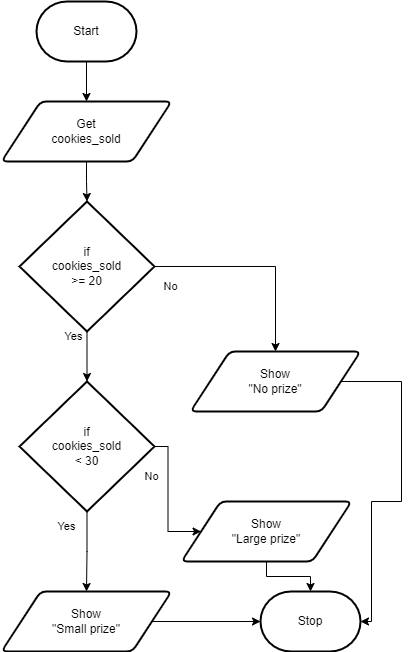 Start
Get
cookies_sold
if
cookies_sold
>= 20
No
Yes
Show
"No prize"
if
cookies_sold
< 30
No
Yes
Show
"Large prize"
Show
"Small prize"
Stop